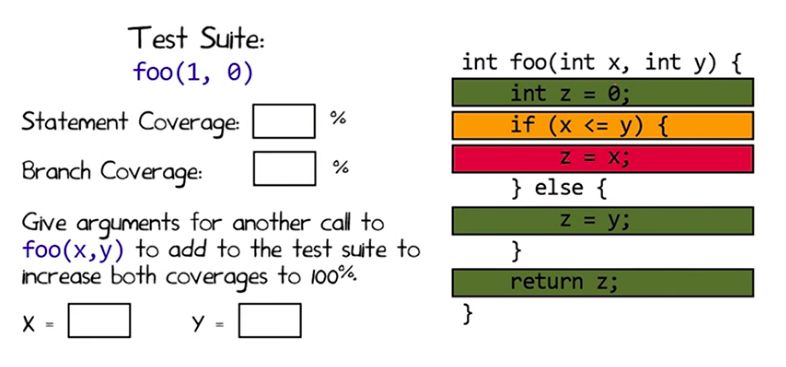 Test Suite:
foo(1, 0)
Statement Coverage: %
Branch Coverage: %
Give arguments for another call to
foo(x,y) to add to the test suite to
increase both coverages to 100%.
X = Y =
int foo(int x, int y) {
int z = 0;
if (x <= y) {
z = x;
} else {
z = y;
}
return z;
}